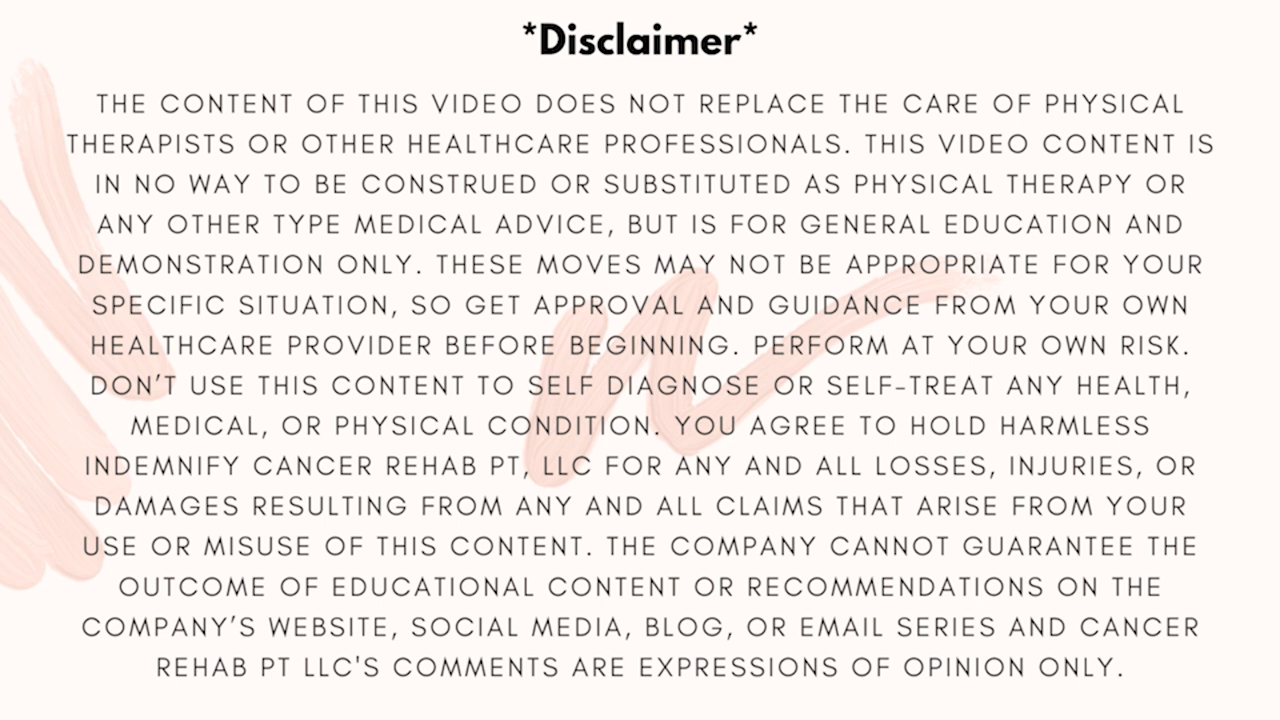 *Disclaimer*
THE CONTENT OF THIS VIDEO DOES NOT REPLACE THE CARE OF PHYSICAL
THERAPISTS OR OTHER HEALTHCARE PROFESSIONALS. THIS VIDEO CONTENT IS
IN NO WAY TO BE CONSTRUED OR SUBSTITUTED AS PHYSICAL THERAPY OR
ANY OTHER TYPE MEDICAL ADVICE, BUT IS FOR GENERAL EDUCATION AND
DEMONSTRATION ONLY. THESE MOVES MAY NOT BE APPROPRIATE FOR YOUR
SPECIFIC SITUATION, SO GET APPROVAL AND GUIDANCE FROM YOUR OWN
HEALTHCARE PROVIDER BEFORE BEGINNING. PERFORM AT YOUR OWN RISK.
DON'T USE THIS CONTENT TO SELF DIAGNOSE OR SELF-TREAT ANY HEALTH,
MEDICAL, OR PHYSICAL CONDITION. YOU AGREE TO HOLD HARMLESS
INDEMNIFY CANCER REHAB PT, LLC FOR ANY AND ALL LOSSES, INJURIES, OR
DAMAGES RESULTING FROM ANY AND ALL CLAIMS THAT ARISE FROM YOUR
USE OR MISUSE OF THIS CONTENT. THE COMPANY CANNOT GUARANTEE THE
OUTCOME OF EDUCATIONAL CONTENT OR RECOMMENDATIONS ON THE
COMPANY'S WEBSITE, SOCIAL MEDIA, BLOG, OR EMAIL SERIES AND CANCER
REHAB PT LLC'S COMMENTS ARE EXPRESSIONS OF OPINION ONLY.